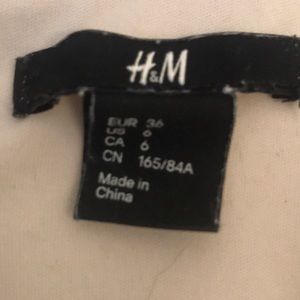 H&M
EUR 36
US 6
CA 6
CN 165/84A
Made in
China